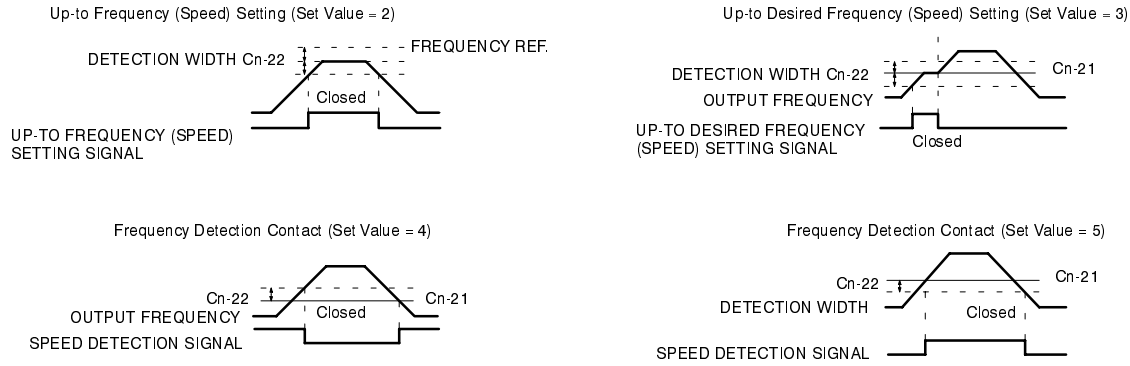 Up-to Frequency (Speed) Setting (Set Value = 2)
FREQUENCY REF.
DETECTION WIDTH Cn-22
Closed
UP-TO FREQUENCY (SPEED)
SETTING SIGNAL
Up-to Desired Frequency (Speed) Setting (Set Value = 3)
Cn-21
DETECTION WIDTH Cn-22
OUTPUT FREQUENCY
UP-TO DESIRED FREQUENCY
(SPEED) SETTING SIGNAL
Closed
Frequency Detection Contact (Set Value = 4)
Cn-22
Cn-21
OUTPUT FREQUENCY
Closed
SPEED DETECTION SIGNAL
Frequency Detection Contact (Set Value = 5)
Cn-21
Cn-22
DETECTION WIDTH
Closed
SPEED DETECTION SIGNAL